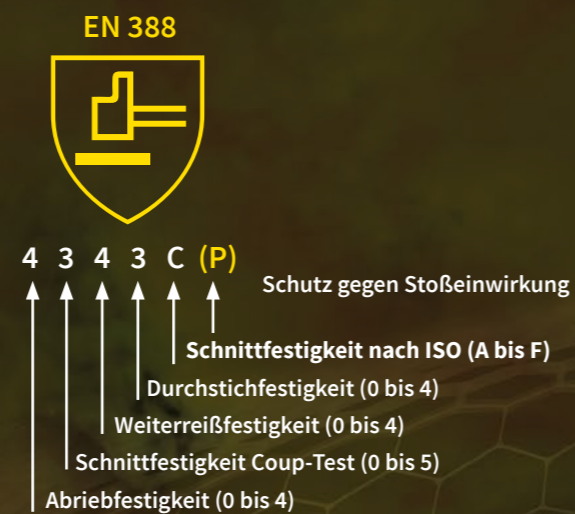 EN 388
4 3 4 3 C (P)
Schutz gegen Stoßeinwirkung
Schnittfestigkeit nach ISO (A bis F)
Durchstichfestigkeit (0 bis 4)
Weiterreißfestigkeit (0 bis 4)
Schnittfestigkeit Coup-Test (0 bis 5)
Abriebfestigkeit (0 bis 4)